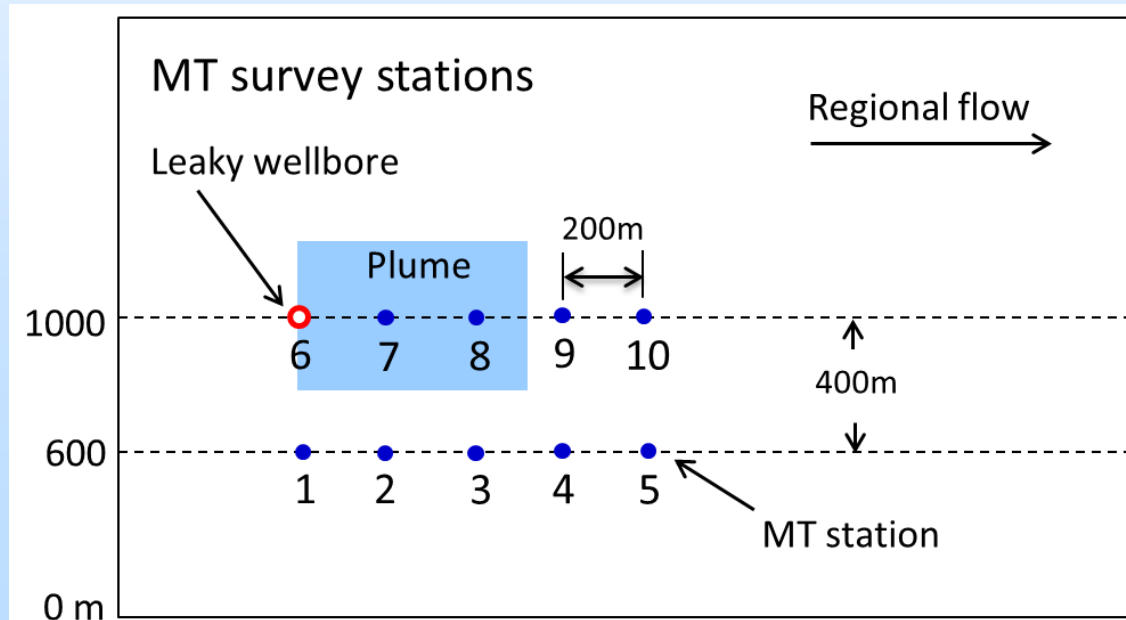 MT survey stations
Regional flow
Leaky wellbore
200m
Plume
1000
6 7 8 9 10
400m
600
1 2 3 4 5
MT station
0 m